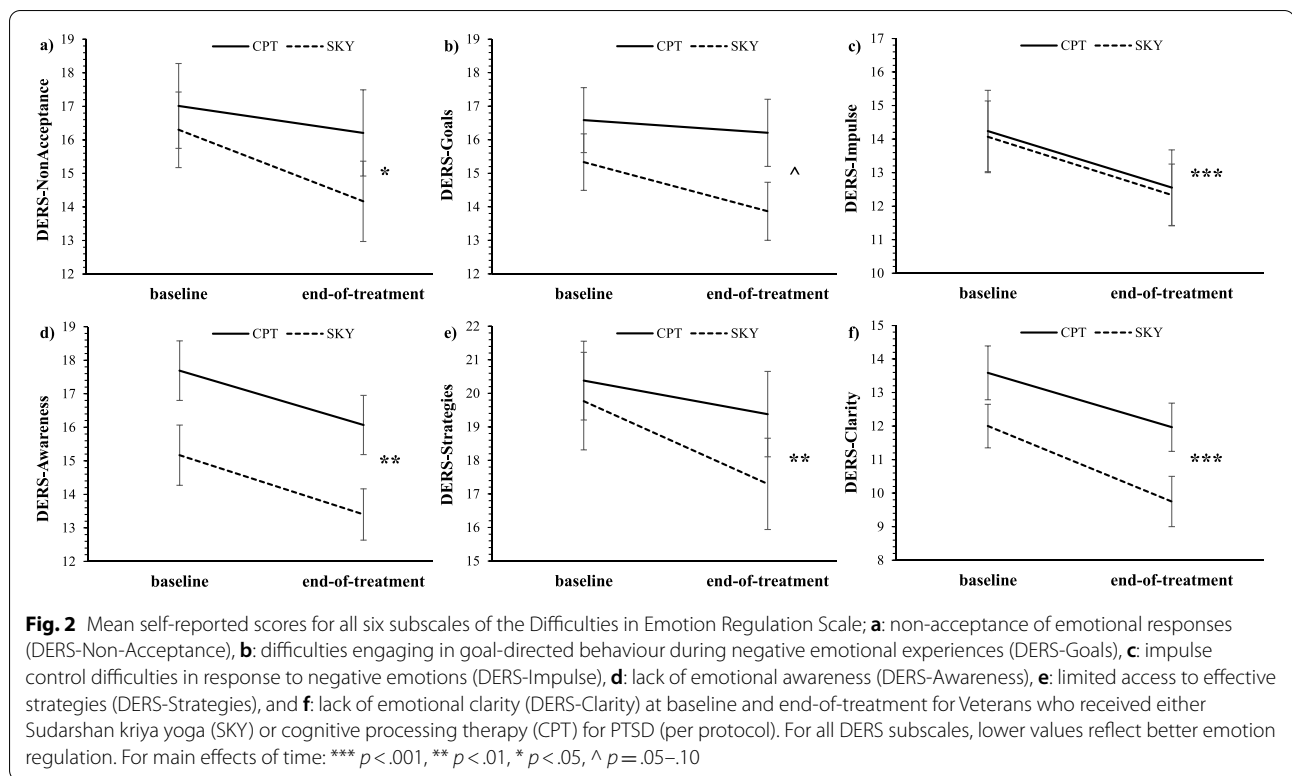 a)
CPT
SKY
19
18
17
16
15
14
13
12
DERS-NonAcceptance
*
baseline
end-of-treatment
b)
CPT
SKY
19
18
17
16
15
14
13
12
DERS-Goals
^
baseline
end-of-treatment
c)
CPT
SKY
17
16
15
14
13
12
11
10
DERS-Impulse
***
baseline
end-of-treatment
d)
CPT
SKY
19
18
17
16
15
14
13
12
DERS-Awareness
**
baseline
end-of-treatment
e)
CPT
SKY
22
21
20
19
18
17
16
15
DERS-Strategies
**
baseline
end-of-treatment
f)
CPT
SKY
15
14
13
12
11
10
9
8
DERS-Clarity
***
baseline
end-of-treatment
Fig. 2 Mean self-reported scores for all six subscales of the Difficulties in Emotion Regulation Scale; a: non-acceptance of emotional responses
(DERS-Non-Acceptance), b: difficulties engaging in goal-directed behaviour during negative emotional experiences (DERS-Goals), c: impulse
control difficulties in response to negative emotions (DERS-Impulse), d: lack of emotional awareness (DERS-Awareness), e: limited access to effective
strategies (DERS-Strategies), and f: lack of emotional clarity (DERS-Clarity) at baseline and end-of-treatment for Veterans who received either
Sudarshan kriya yoga (SKY) or cognitive processing therapy (CPT) for PTSD (per protocol). For all DERS subscales, lower values reflect better emotion
regulation. For main effects of time: *** p < .001, ** p < .01, * p < .05, ^ p = .05–.10